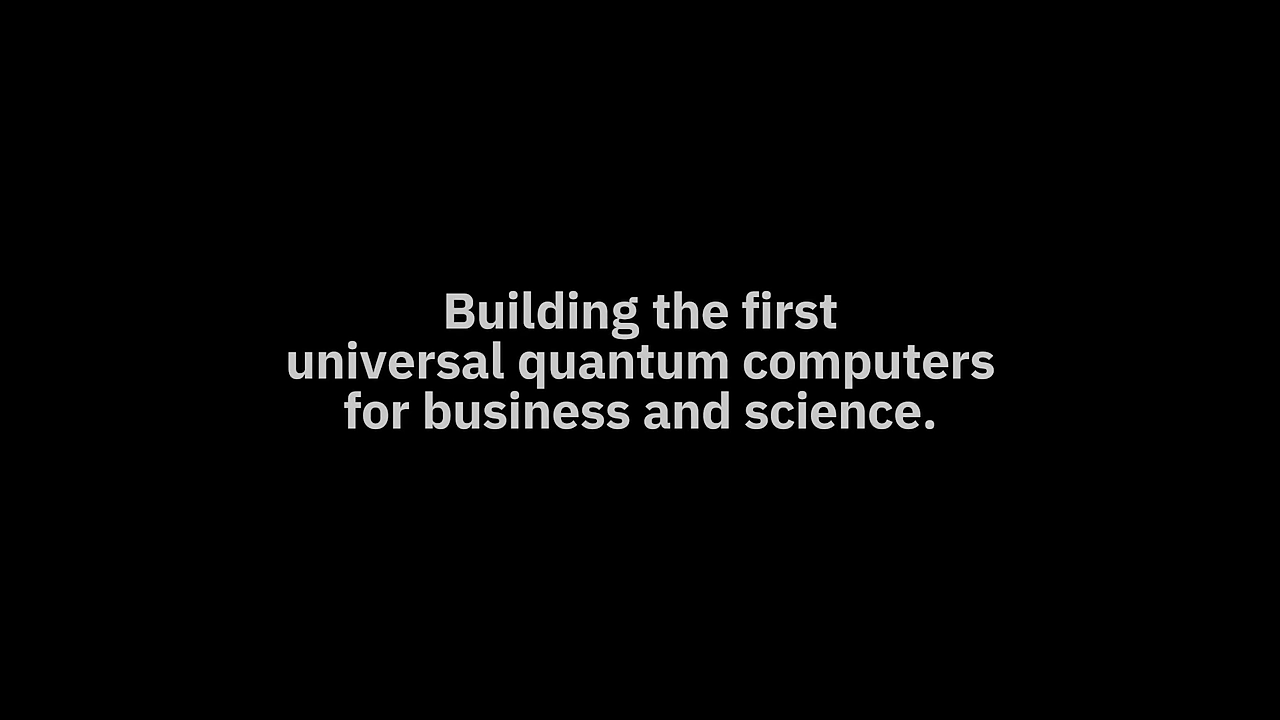 Building the first
universal quantum computers
for business and science.